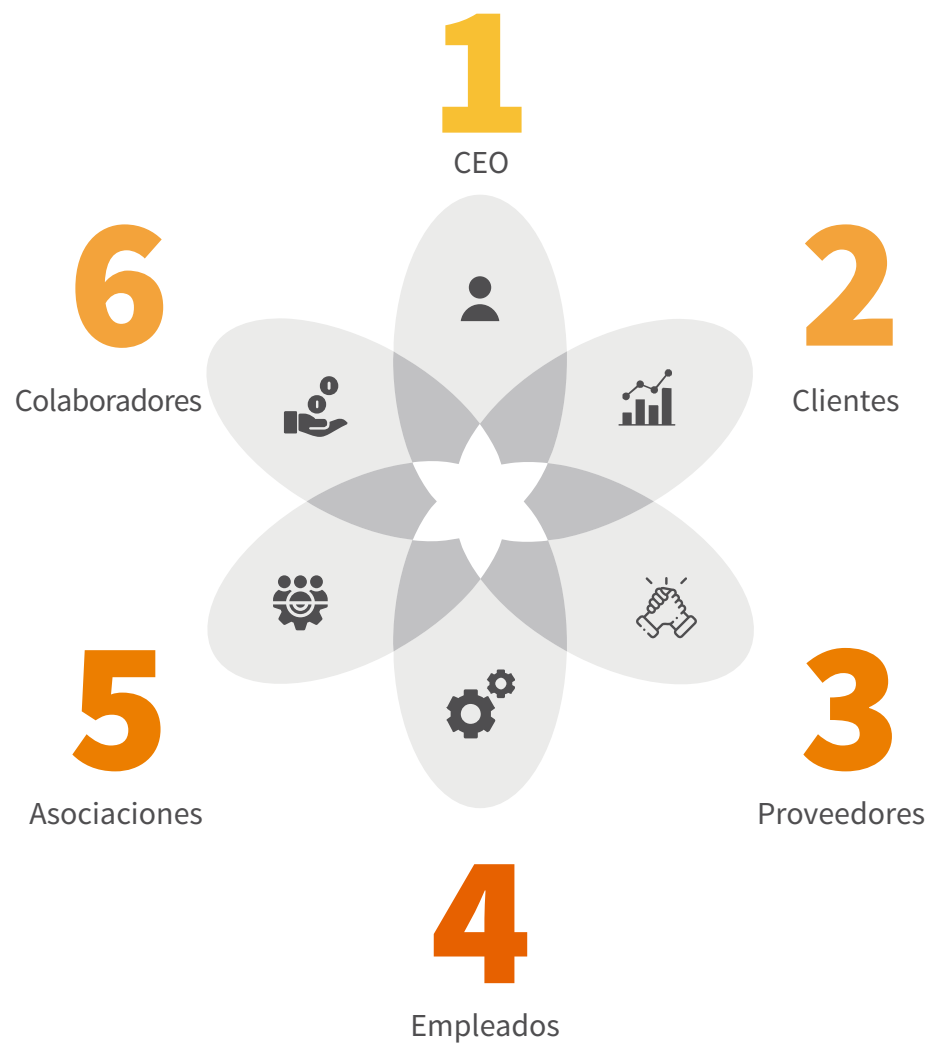 1
CEO
2
Clientes
3
Proveedores
4
Empleados
5
Asociaciones
6
Colaboradores